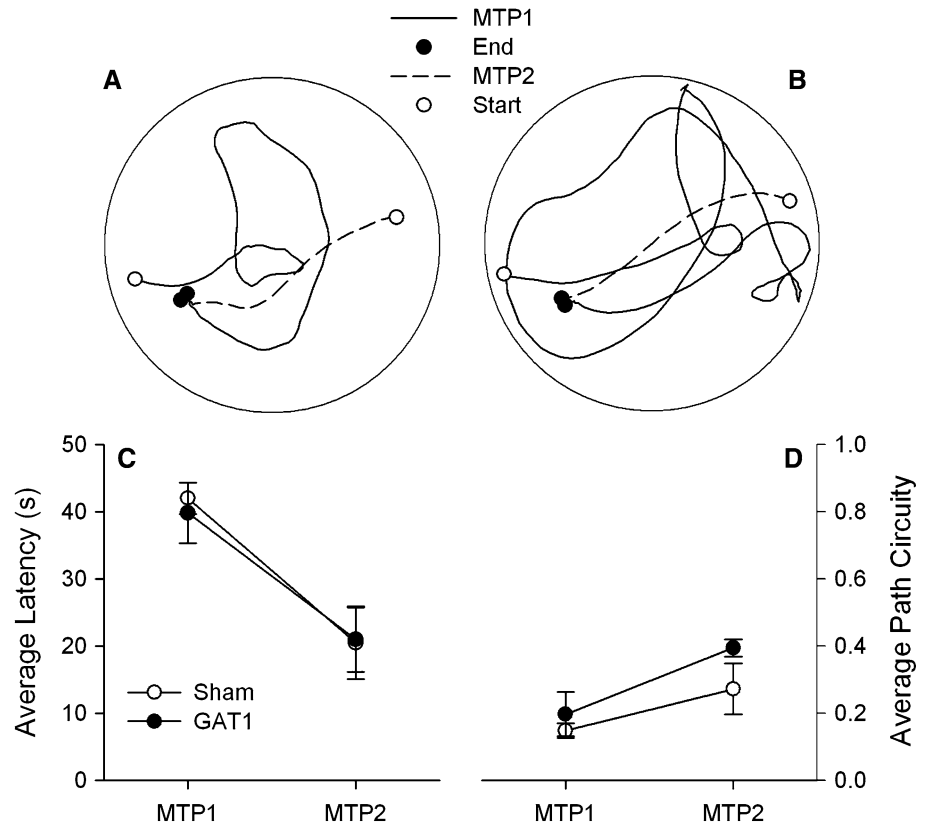 MTP1
End
MTP2
Start
A
B
50
40
30
20
10
0
Average Latency (s)
C
Sham
GAT1
MTP1
MTP2
D
1.0
0.8
0.6
0.4
0.2
0.0
Average Path Circuity
MTP1
MTP2